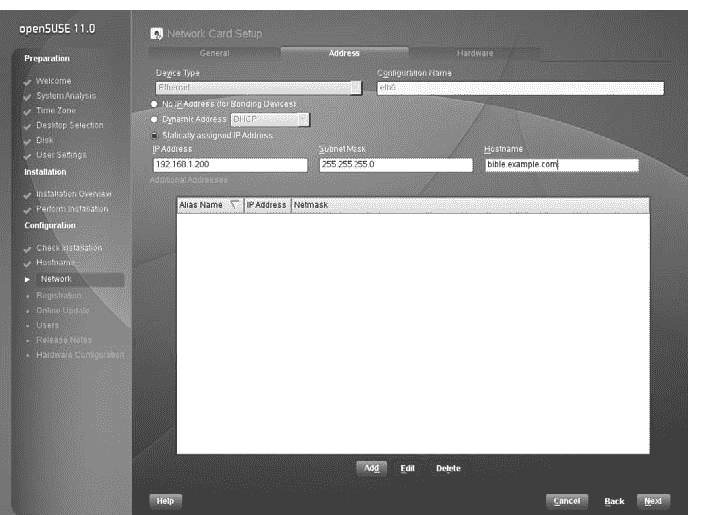 openSUSE 11.0
Preparation
Welcome
System Analysis
Time Zone
Desktop Selection
Disk
User Settings
Installation
Installation Overview
Perform Installation
Configuration
Check Installation
Hostname
Network
Registration
Online Update
Users
Release Notes
Hardware Configuration
Network Card Setup
General Address Hardware
Device Type Configuration Name
Ethernet eth0
No IP Address (for Bonding Devices)
Dynamic Address DHCP
Statically assigned IP Address
IP Address Subnet Mask Hostname
192.168.1.200 255.255.255.0 bible.example.com
Additional Addresses
Alias Name IP Address Netmask
Add Edit Delete
Help Cancel Back Next